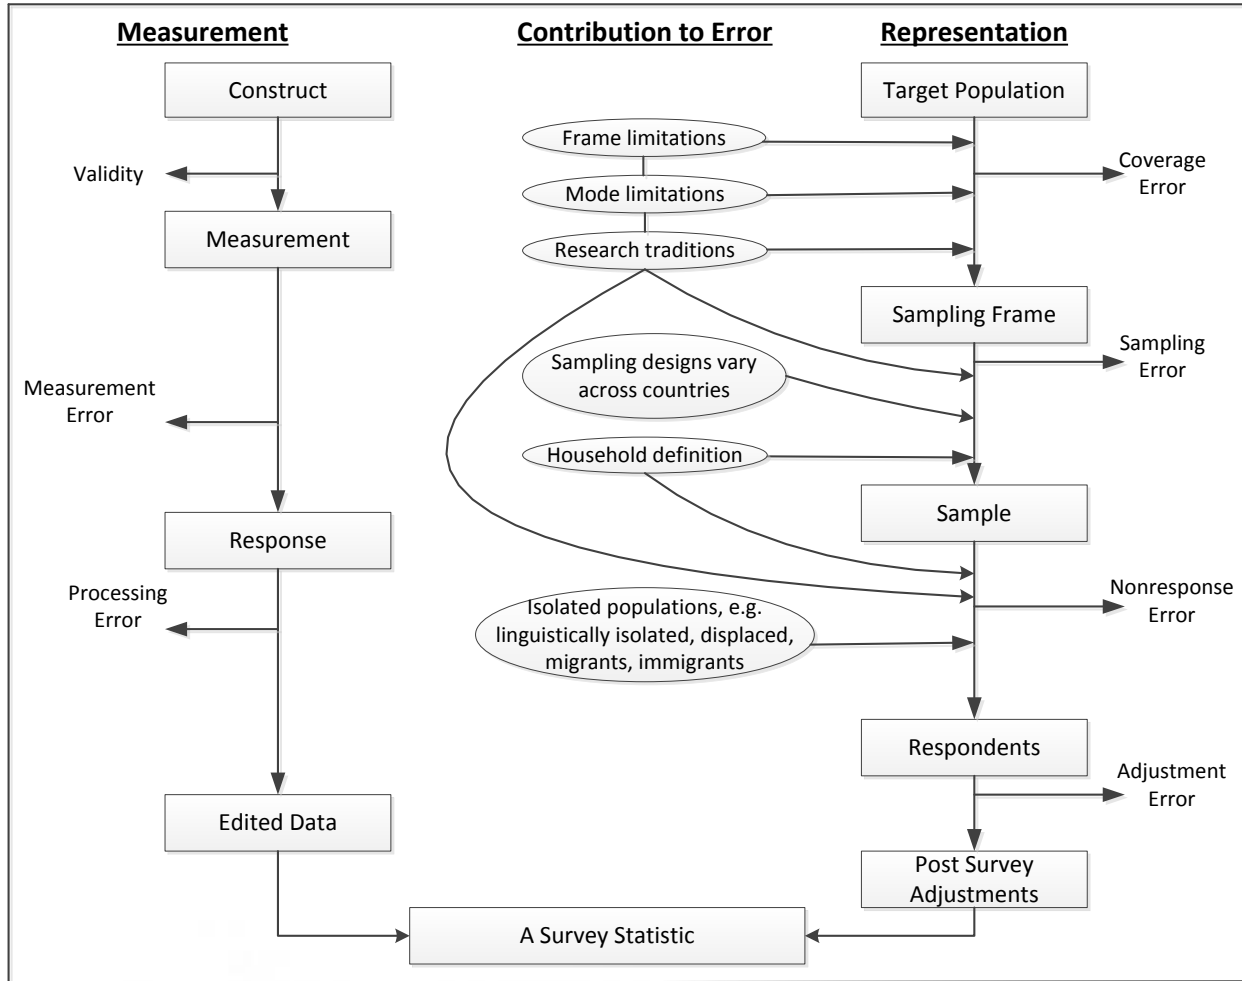 Measurement
Contribution to Error
Representation
Construct
Target Population
Frame limitations
Validity
Coverage
Error
Mode limitations
Measurement
Research traditions
Sampling Frame
Sampling
Error
Sampling designs vary
across countries
Measurement
Error
Household definition
Sample
Response
Processing
Error
Nonresponse
Error
Isolated populations, e.g.
linguistically isolated, displaced,
migrants, immigrants
Respondents
Adjustment
Error
Edited Data
Post Survey
Adjustments
A Survey Statistic